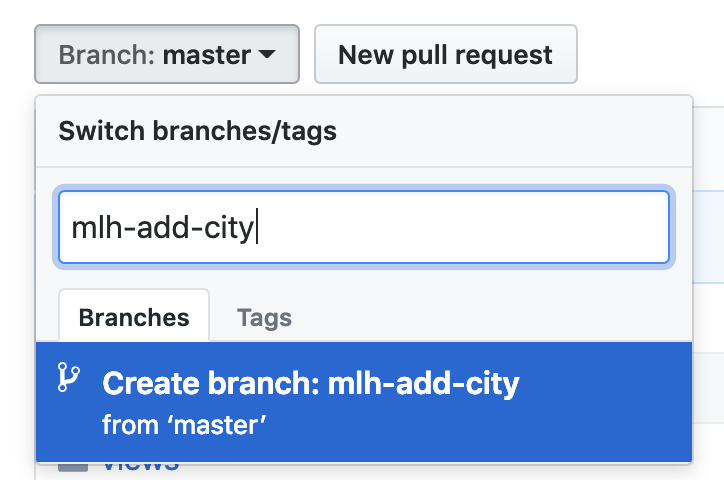 Branch: master
New pull request
Switch branches/tags
mlh-add-city
Branches
Tags
Create branch: mlh-add-city
from ‘master’
views